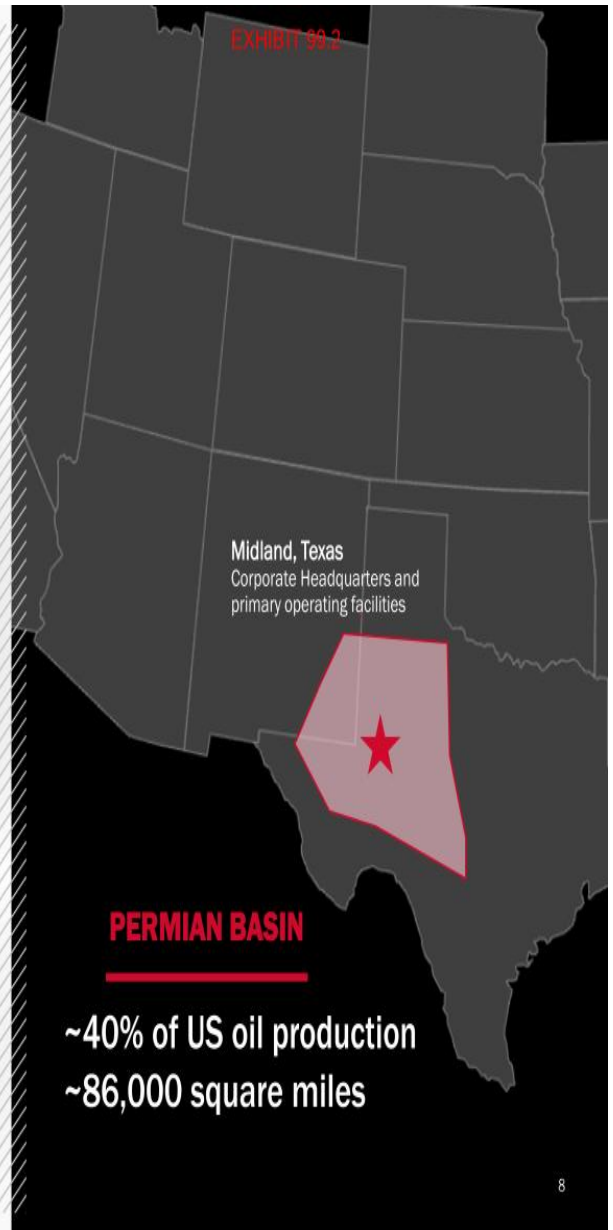 EXHIBIT 99.2
Midland, Texas
Corporate Headquarters and
primary operating facilities
PERMIAN BASIN
~40% of US oil production
~86,000 square miles
8